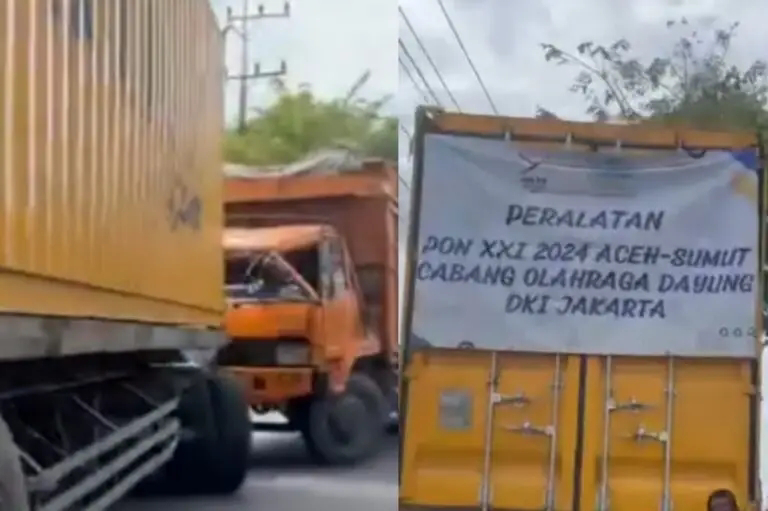 PERALATAN
PON XXI 2024 ACEH-SUMUT
CABANG OLAHRAGA DAYUNG
DKI JAKARTA